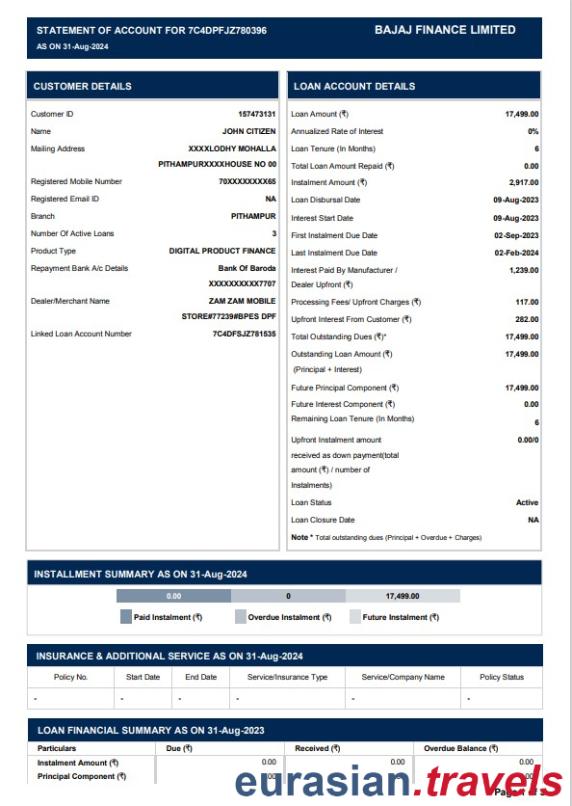 STATEMENT OF ACCOUNT FOR 7C4DPFJZ780396
BAJAJ FINANCE LIMITED
AS ON 31-Aug-2024
CUSTOMER DETAILS
Customer ID 157473131
Name JOHN CITIZEN
Mailing Address XXXXLODHY MOHALLA
PITHAMPURXXXXHOUSE NO 00
Registered Mobile Number 70XXXXXXXX65
Registered Email ID NA
Branch PITHAMPUR
Number Of Active Loans 3
Product Type DIGITAL PRODUCT FINANCE
Repayment Bank A/c Details Bank Of Baroda
XXXXXXXXXX7707
Dealer/Merchant Name ZAM ZAM MOBILE
STORE#77239#BPES DPF
Linked Loan Account Number 7C4DFSJZ781535
LOAN ACCOUNT DETAILS
Loan Amount (₹) 17,499.00
Annualized Rate of Interest 0%
Loan Tenure (In Months) 6
Total Loan Amount Repaid (₹) 0.00
Instalment Amount (₹) 2,917.00
Loan Disbursal Date 09-Aug-2023
Interest Start Date 09-Aug-2023
First Instalment Due Date 02-Sep-2023
Last Instalment Due Date 02-Feb-2024
Interest Paid By Manufacturer / 1,239.00
Dealer Upfront (₹)
Processing Fees/ Upfront Charges (₹) 117.00
Upfront Interest From Customer (₹) 282.00
Total Outstanding Dues (₹)* 17,499.00
Outstanding Loan Amount (₹) 17,499.00
(Principal + Interest)
Future Principal Component (₹) 17,499.00
Future Interest Component (₹) 0.00
Remaining Loan Tenure (In Months) 6
Upfront Instalment amount 0.00/0
received as down payment(total
amount (₹) / number of
Instalments)
Loan Status Active
Loan Closure Date NA
Note * Total outstanding dues (Principal + Overdue + Charges)
INSTALLMENT SUMMARY AS ON 31-Aug-2024
0.00 0 17,499.00
Paid Instalment (₹) Overdue Instalment (₹) Future Instalment (₹)
INSURANCE & ADDITIONAL SERVICE AS ON 31-Aug-2024
Policy No. Start Date End Date Service/Insurance Type Service/Company Name Policy Status
- - - - - -
LOAN FINANCIAL SUMMARY AS ON 31-Aug-2023
Particulars Due (₹) Received (₹) Overdue Balance (₹)
Instalment Amount (₹) 0.00 0.00 0.00
Principal Component (₹)
eurasian.travels